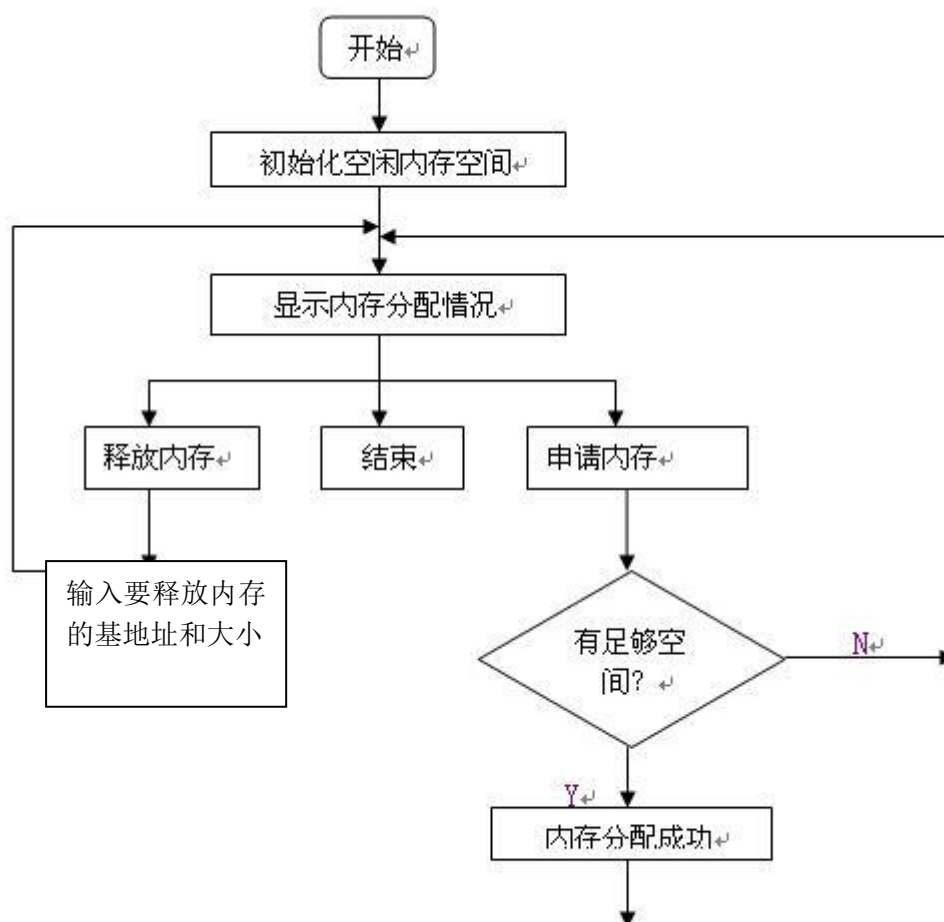 开始↵
初始化空闲内存空间↵
显示内存分配情况↵
释放内存↵
结束↵
申请内存↵
输入要释放内存
的基地址和大小
有足够空
间？↵
N↵
Y↵
内存分配成功↵